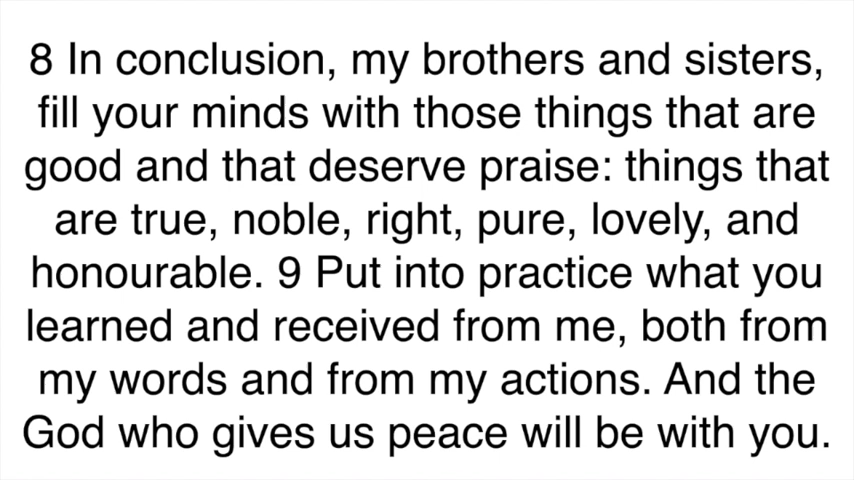 8 In conclusion, my brothers and sisters,
fill your minds with those things that are
good and that deserve praise: things that
are true, noble, right, pure, lovely, and
honourable. 9 Put into practice what you
learned and received from me, both from
my words and from my actions. And the
God who gives us peace will be with you.